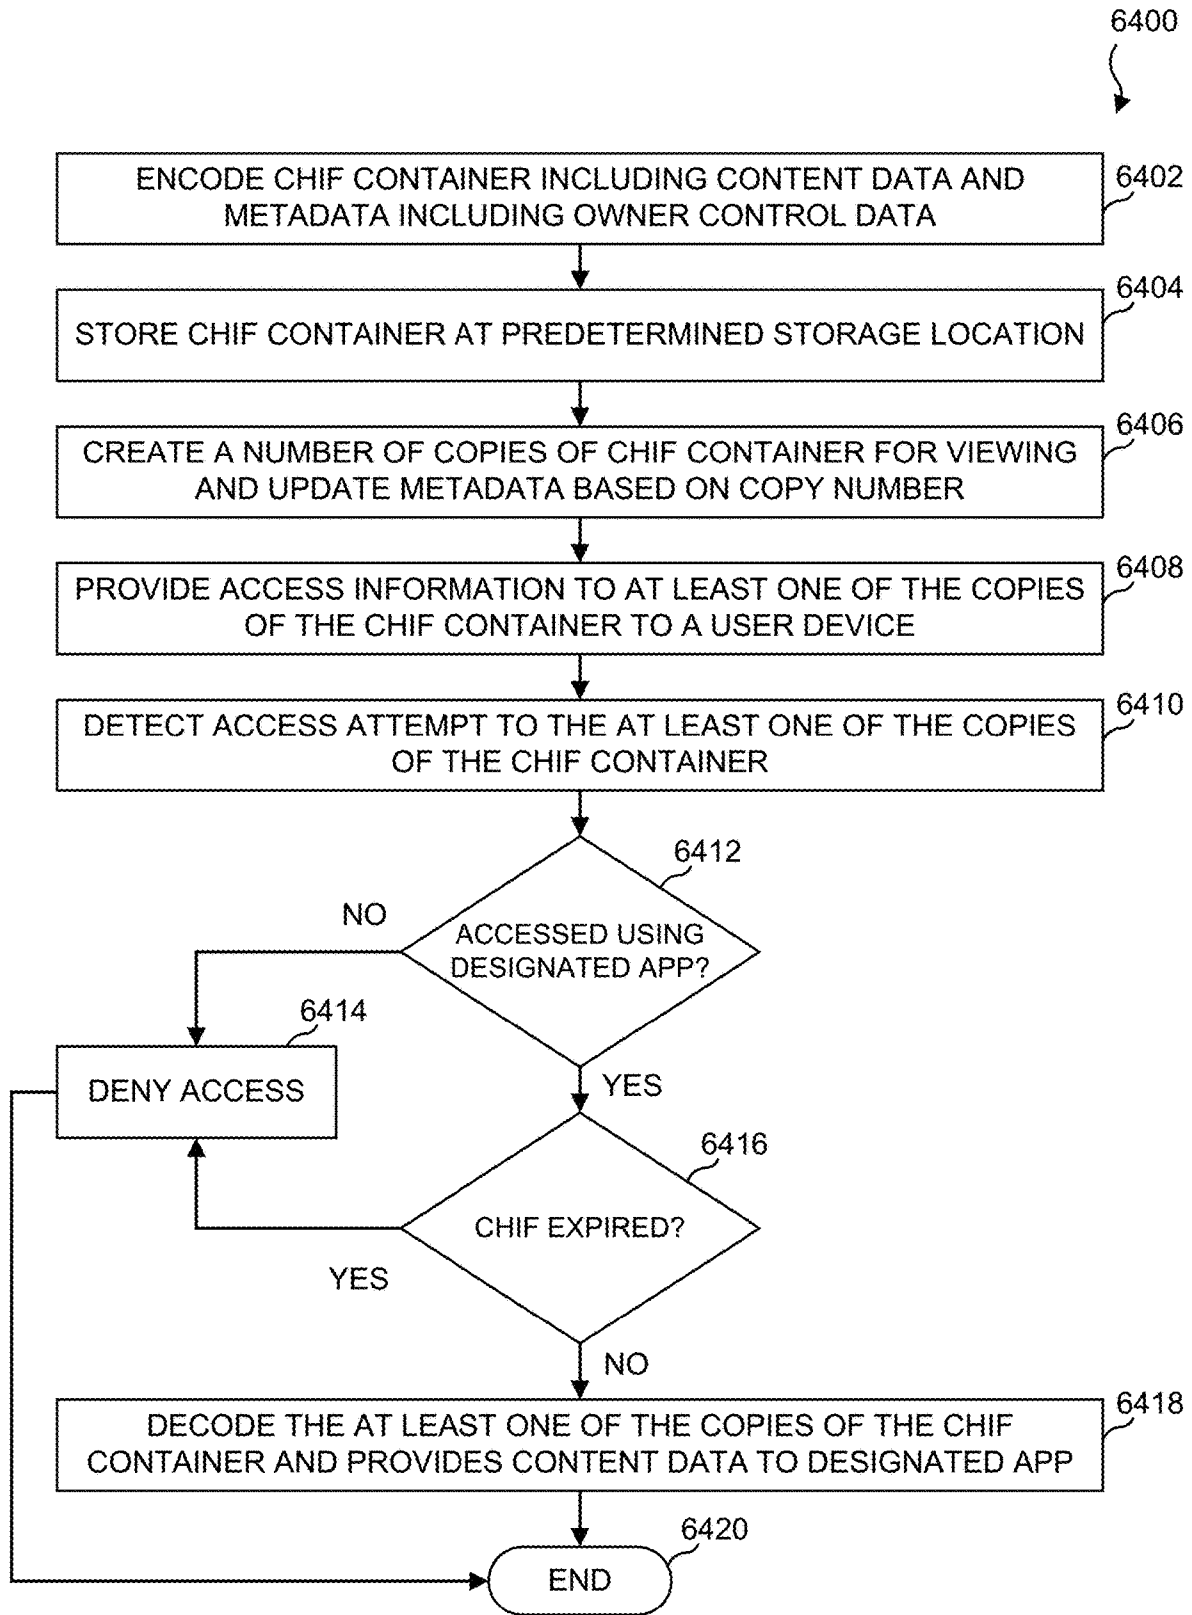 6400
ENCODE CHIF CONTAINER INCLUDING CONTENT DATA AND
METADATA INCLUDING OWNER CONTROL DATA
6402
STORE CHIF CONTAINER AT PREDETERMINED STORAGE LOCATION
6404
CREATE A NUMBER OF COPIES OF CHIF CONTAINER FOR VIEWING
AND UPDATE METADATA BASED ON COPY NUMBER
6406
PROVIDE ACCESS INFORMATION TO AT LEAST ONE OF THE COPIES
OF THE CHIF CONTAINER TO A USER DEVICE
6408
DETECT ACCESS ATTEMPT TO THE AT LEAST ONE OF THE COPIES
OF THE CHIF CONTAINER
6410
ACCESSED USING
DESIGNATED APP?
6412
NO
YES
DENY ACCESS
6414
CHIF EXPIRED?
6416
YES
NO
DECODE THE AT LEAST ONE OF THE COPIES OF THE CHIF
CONTAINER AND PROVIDES CONTENT DATA TO DESIGNATED APP
6418
END
6420